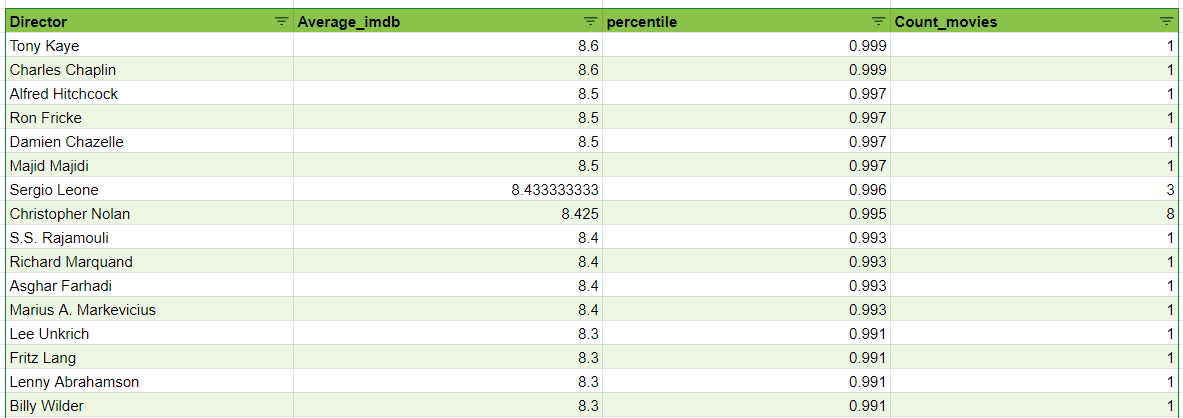 Director Average_imdb percentile Count_movies
Tony Kaye 8.6 0.999 1
Charles Chaplin 8.6 0.999 1
Alfred Hitchcock 8.5 0.997 1
Ron Fricke 8.5 0.997 1
Damien Chazelle 8.5 0.997 1
Majid Majidi 8.5 0.997 1
Sergio Leone 8.433333333 0.996 3
Christopher Nolan 8.425 0.995 8
S.S. Rajamouli 8.4 0.993 1
Richard Marquand 8.4 0.993 1
Asghar Farhadi 8.4 0.993 1
Marius A. Markevicius 8.4 0.993 1
Lee Unkrich 8.3 0.991 1
Fritz Lang 8.3 0.991 1
Lenny Abrahamson 8.3 0.991 1
Billy Wilder 8.3 0.991 1